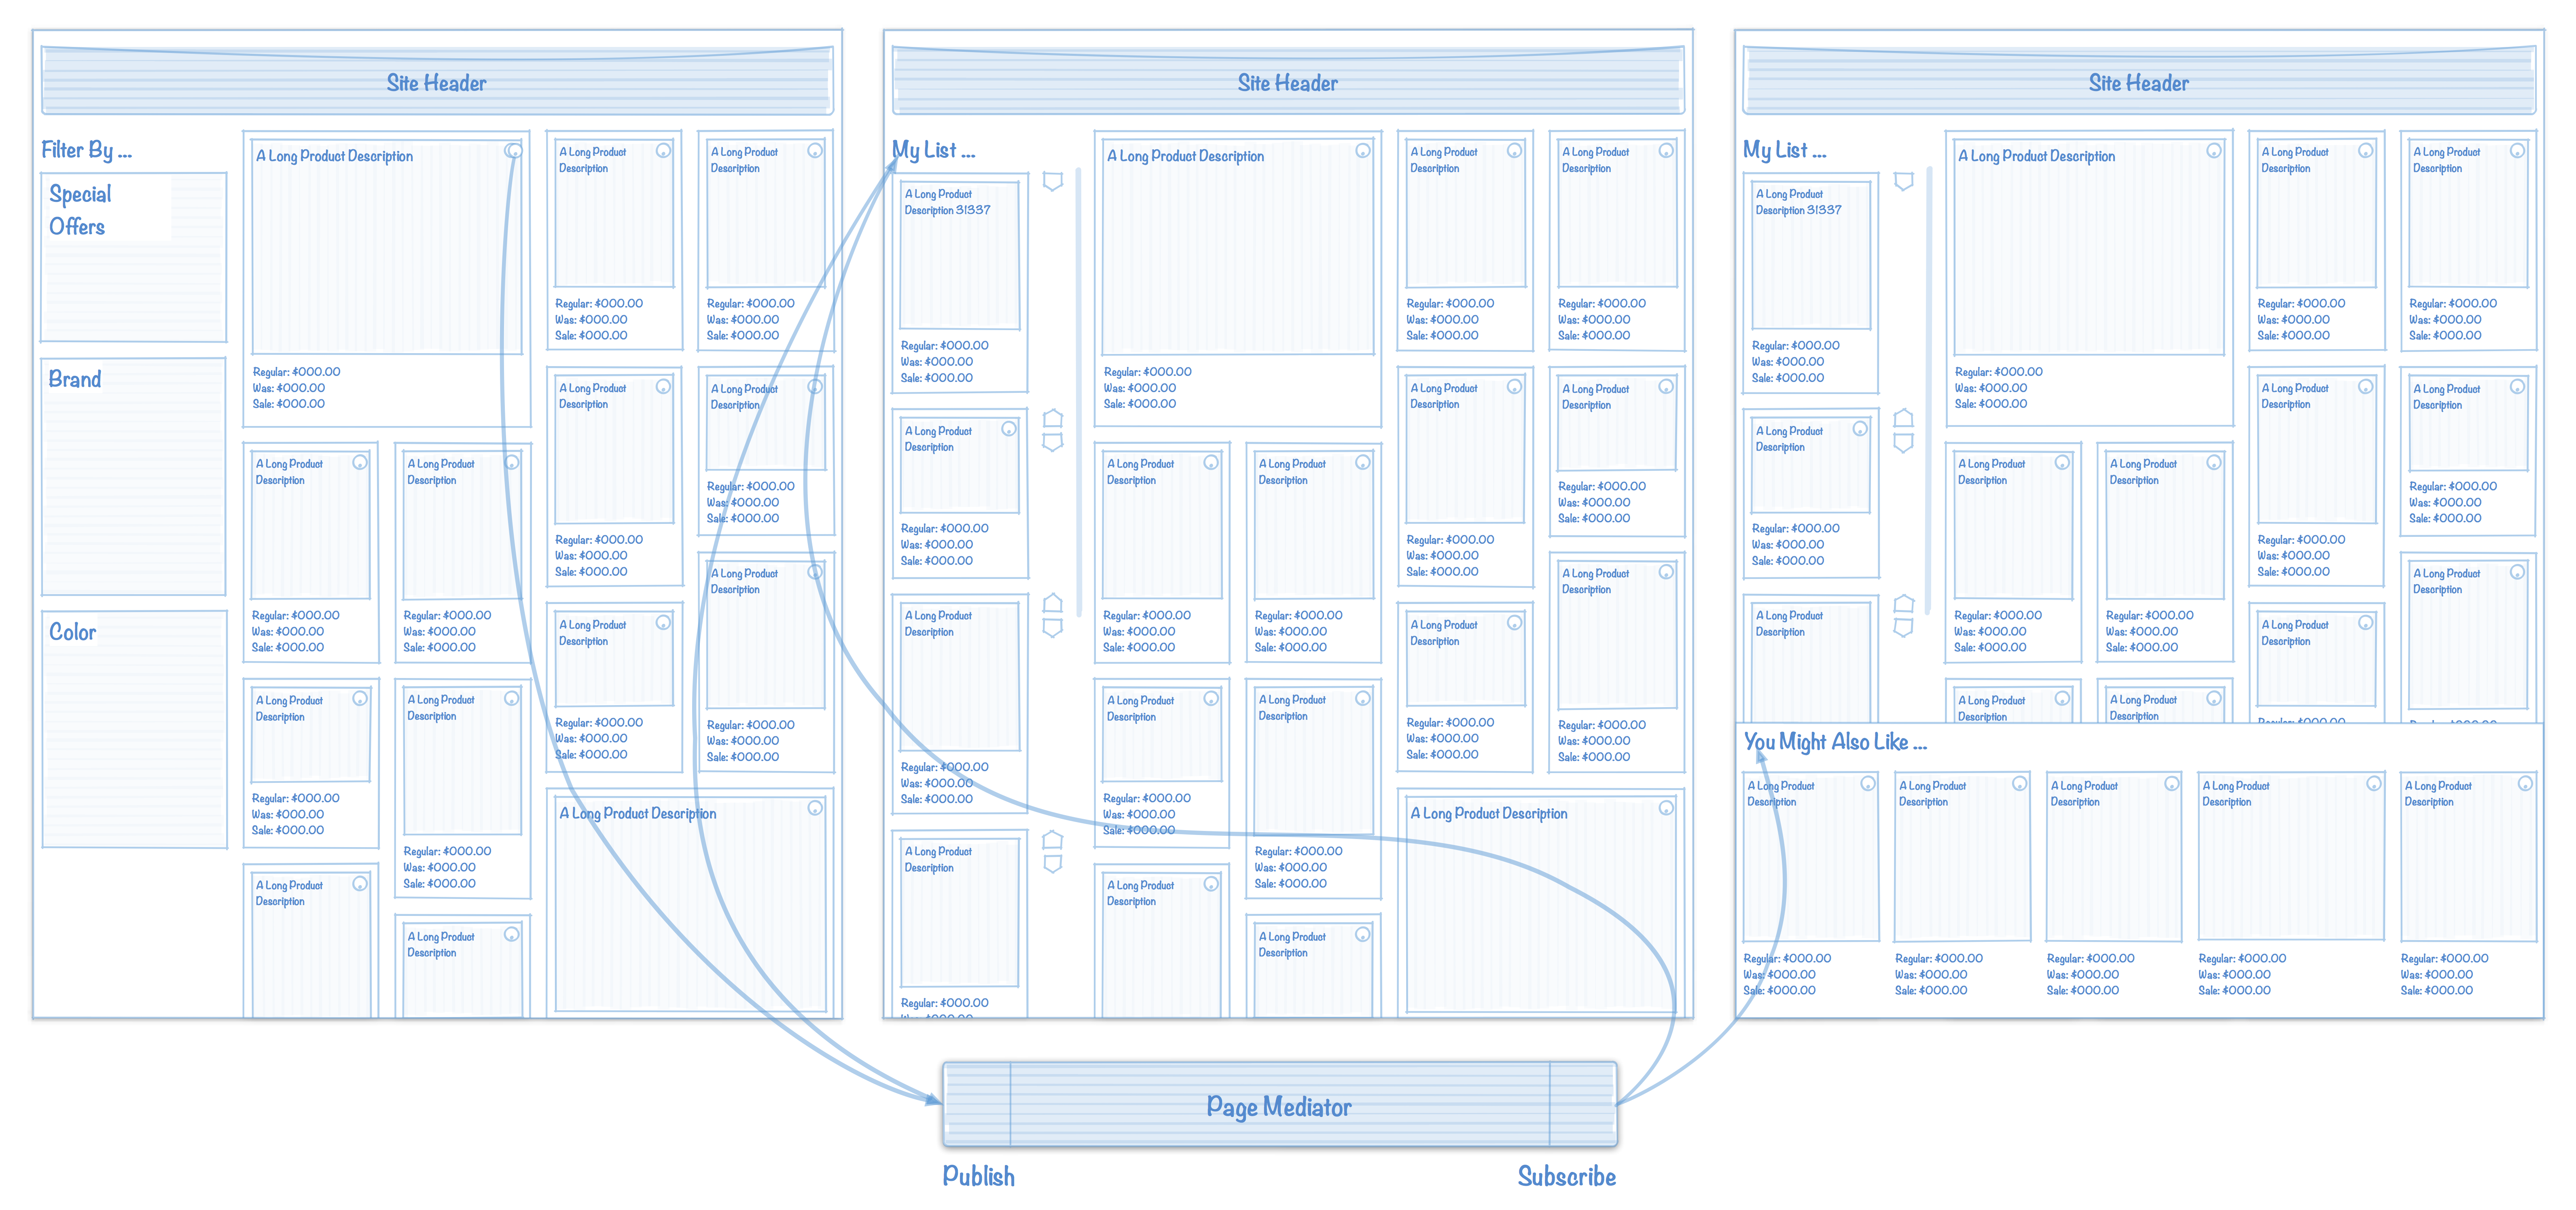 Site Header
Filter By ...
Special
Offers
Brand
Color
A Long Product Description
Regular: $000.00
Was: $000.00
Sale: $000.00
A Long Product
Description
Regular: $000.00
Was: $000.00
Sale: $000.00
A Long Product
Description
Regular: $000.00
Was: $000.00
Sale: $000.00
A Long Product
Description
Regular: $000.00
Was: $000.00
Sale: $000.00
A Long Product
Description
Regular: $000.00
Was: $000.00
Sale: $000.00
A Long Product
Description
A Long Product
Description
A Long Product
Description
Regular: $000.00
Was: $000.00
Sale: $000.00
A Long Product
Description
Regular: $000.00
Was: $000.00
Sale: $000.00
A Long Product
Description
Regular: $000.00
Was: $000.00
Sale: $000.00
A Long Product
Description
Regular: $000.00
Was: $000.00
Sale: $000.00
A Long Product
Description
Regular: $000.00
Was: $000.00
Sale: $000.00
A Long Product
Description
Regular: $000.00
Was: $000.00
Sale: $000.00
A Long Product Description
Site Header
My List ...
A Long Product
Description 31337
Regular: $000.00
Was: $000.00
Sale: $000.00
A Long Product
Description
Regular: $000.00
Was: $000.00
Sale: $000.00
A Long Product
Description
Regular: $000.00
Was: $000.00
Sale: $000.00
A Long Product
Description
Regular: $000.00
A Long Product Description
Regular: $000.00
Was: $000.00
Sale: $000.00
A Long Product
Description
Regular: $000.00
Was: $000.00
Sale: $000.00
A Long Product
Description
Regular: $000.00
Was: $000.00
Sale: $000.00
A Long Product
Description
Regular: $000.00
Was: $000.00
Sale: $000.00
A Long Product
Description
Regular: $000.00
Was: $000.00
Sale: $000.00
A Long Product
Description
A Long Product
Description
A Long Product
Description
Regular: $000.00
Was: $000.00
Sale: $000.00
A Long Product
Description
Regular: $000.00
Was: $000.00
Sale: $000.00
A Long Product
Description
Regular: $000.00
Was: $000.00
Sale: $000.00
A Long Product
Description
Regular: $000.00
Was: $000.00
Sale: $000.00
A Long Product
Description
Regular: $000.00
Was: $000.00
Sale: $000.00
A Long Product
Description
Regular: $000.00
Was: $000.00
Sale: $000.00
A Long Product Description
Site Header
My List ...
A Long Product
Description 31337
Regular: $000.00
Was: $000.00
Sale: $000.00
A Long Product
Description
Regular: $000.00
Was: $000.00
Sale: $000.00
A Long Product
Description
A Long Product Description
Regular: $000.00
Was: $000.00
Sale: $000.00
A Long Product
Description
Regular: $000.00
Was: $000.00
Sale: $000.00
A Long Product
Description
Regular: $000.00
Was: $000.00
Sale: $000.00
A Long Product
Description
A Long Product
Description
A Long Product
Description
Regular: $000.00
Was: $000.00
Sale: $000.00
A Long Product
Description
Regular: $000.00
Was: $000.00
Sale: $000.00
A Long Product
Description
Regular: $000.00
Was: $000.00
Sale: $000.00
A Long Product
Description
Regular: $000.00
Was: $000.00
Sale: $000.00
A Long Product
Description
A Long Product
Description
You Might Also Like ...
A Long Product
Description
Regular: $000.00
Was: $000.00
Sale: $000.00
A Long Product
Description
Regular: $000.00
Was: $000.00
Sale: $000.00
A Long Product
Description
Regular: $000.00
Was: $000.00
Sale: $000.00
A Long Product
Description
Regular: $000.00
Was: $000.00
Sale: $000.00
A Long Product
Description
Regular: $000.00
Was: $000.00
Sale: $000.00
Page Mediator
Publish
Subscribe